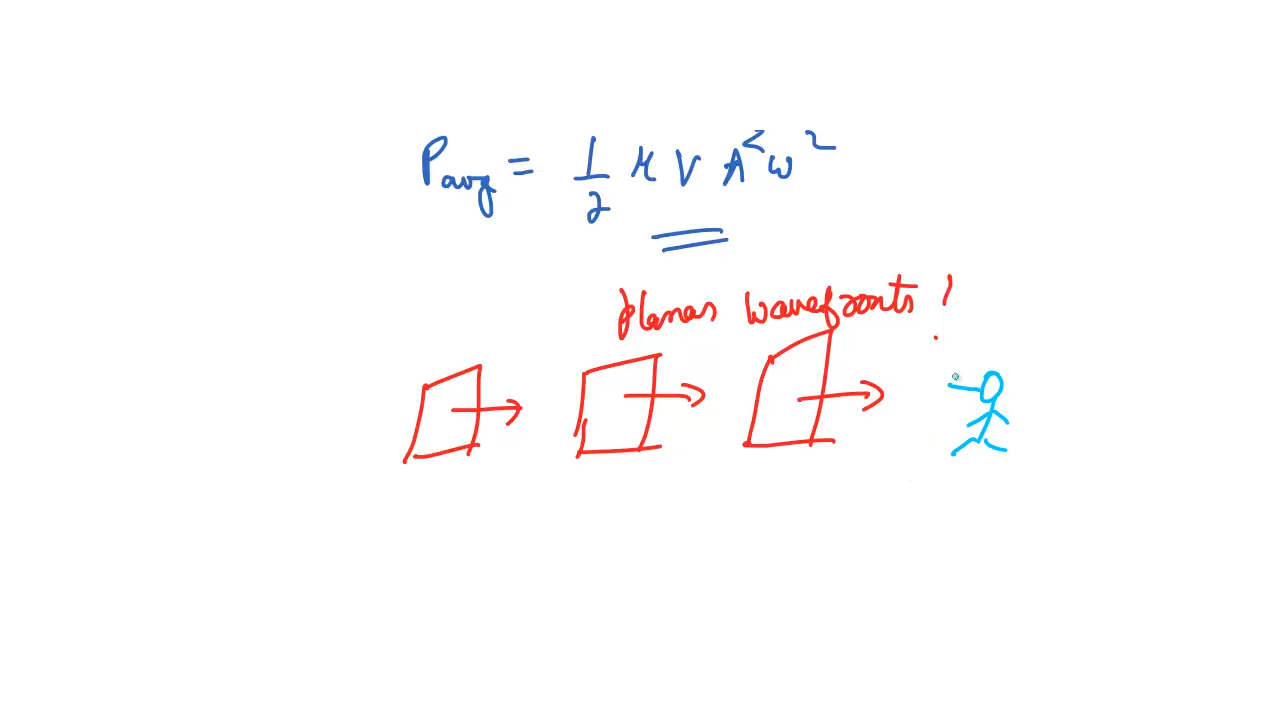 Pavg = 1/2 μ v A² ω²
Planar wavefronts!